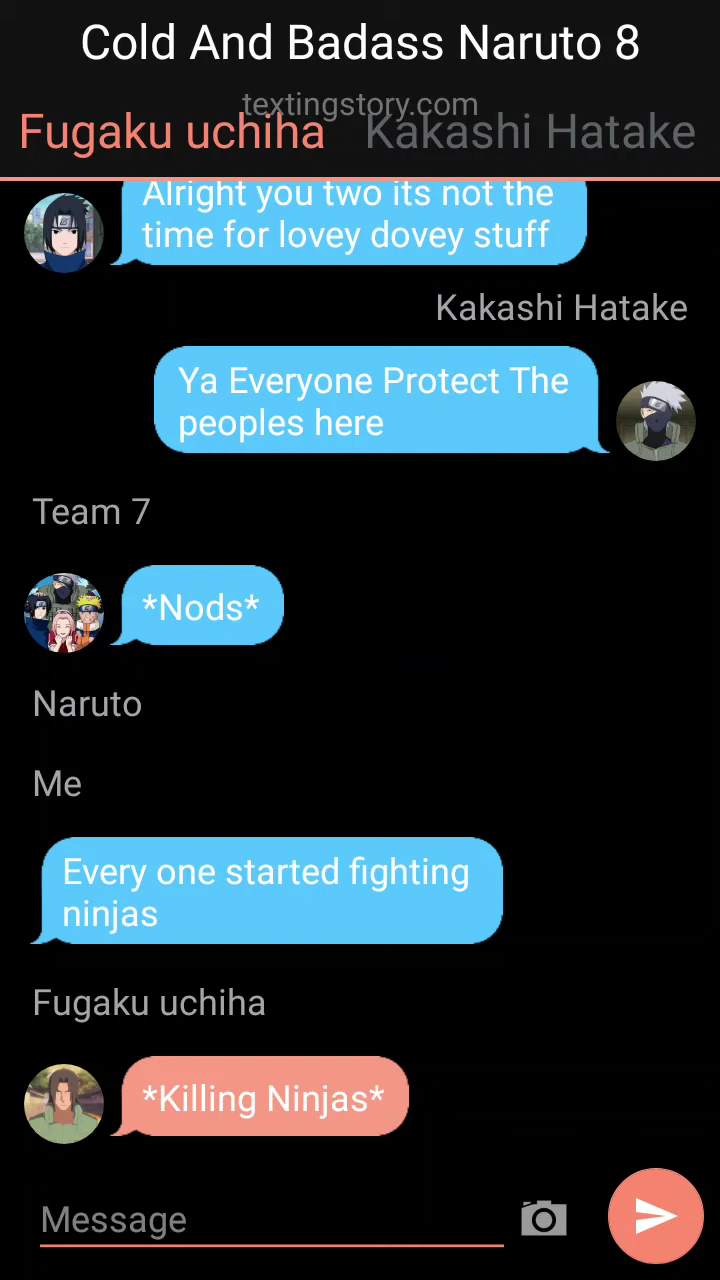 Cold And Badass Naruto 8
textingstory.com
Fugaku uchiha
Kakashi Hatake
Alright you two its not the
time for lovey dovey stuff
Kakashi Hatake
Ya Everyone Protect The
peoples here
Team 7
*Nods*
Naruto
Me
Every one started fighting
ninjas
Fugaku uchiha
*Killing Ninjas*
Message